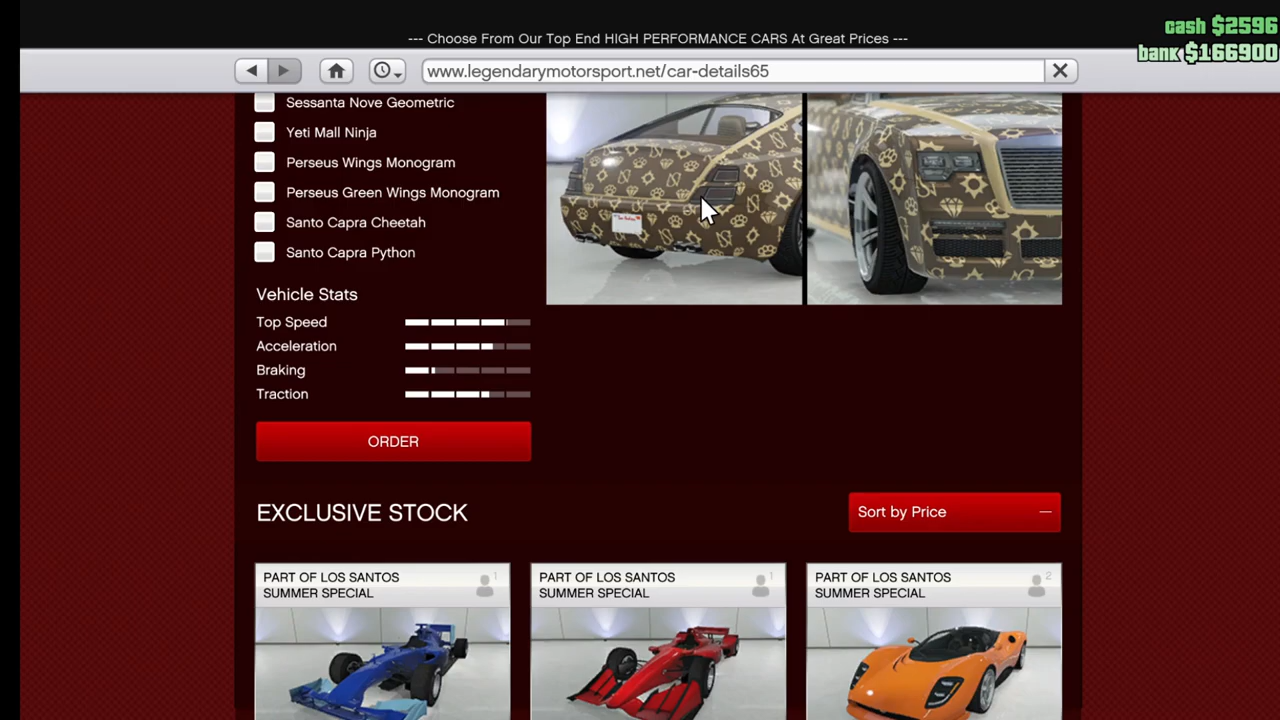 cash $2596
--- Choose From Our Top End HIGH PERFORMANCE CARS At Great Prices ---
bank $166900
www.legendarymotorsport.net/car-details65
Sessanta Nove Geometric
Yeti Mall Ninja
Perseus Wings Monogram
Perseus Green Wings Monogram
Santo Capra Cheetah
Santo Capra Python
Vehicle Stats
Top Speed
Acceleration
Braking
Traction
ORDER
EXCLUSIVE STOCK
Sort by Price
PART OF LOS SANTOS
SUMMER SPECIAL
1
PART OF LOS SANTOS
SUMMER SPECIAL
1
PART OF LOS SANTOS
SUMMER SPECIAL
2